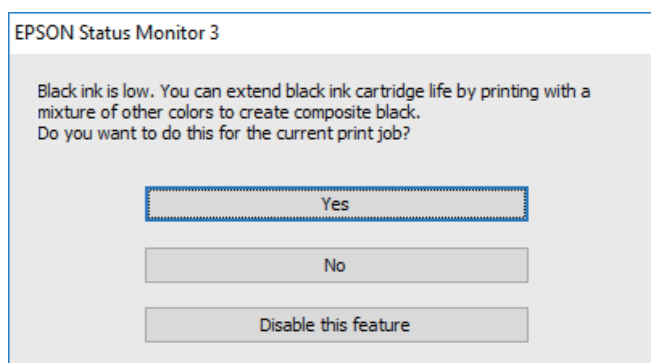 EPSON Status Monitor 3
Black ink is low. You can extend black ink cartridge life by printing with a
mixture of other colors to create composite black.
Do you want to do this for the current print job?
Yes
No
Disable this feature